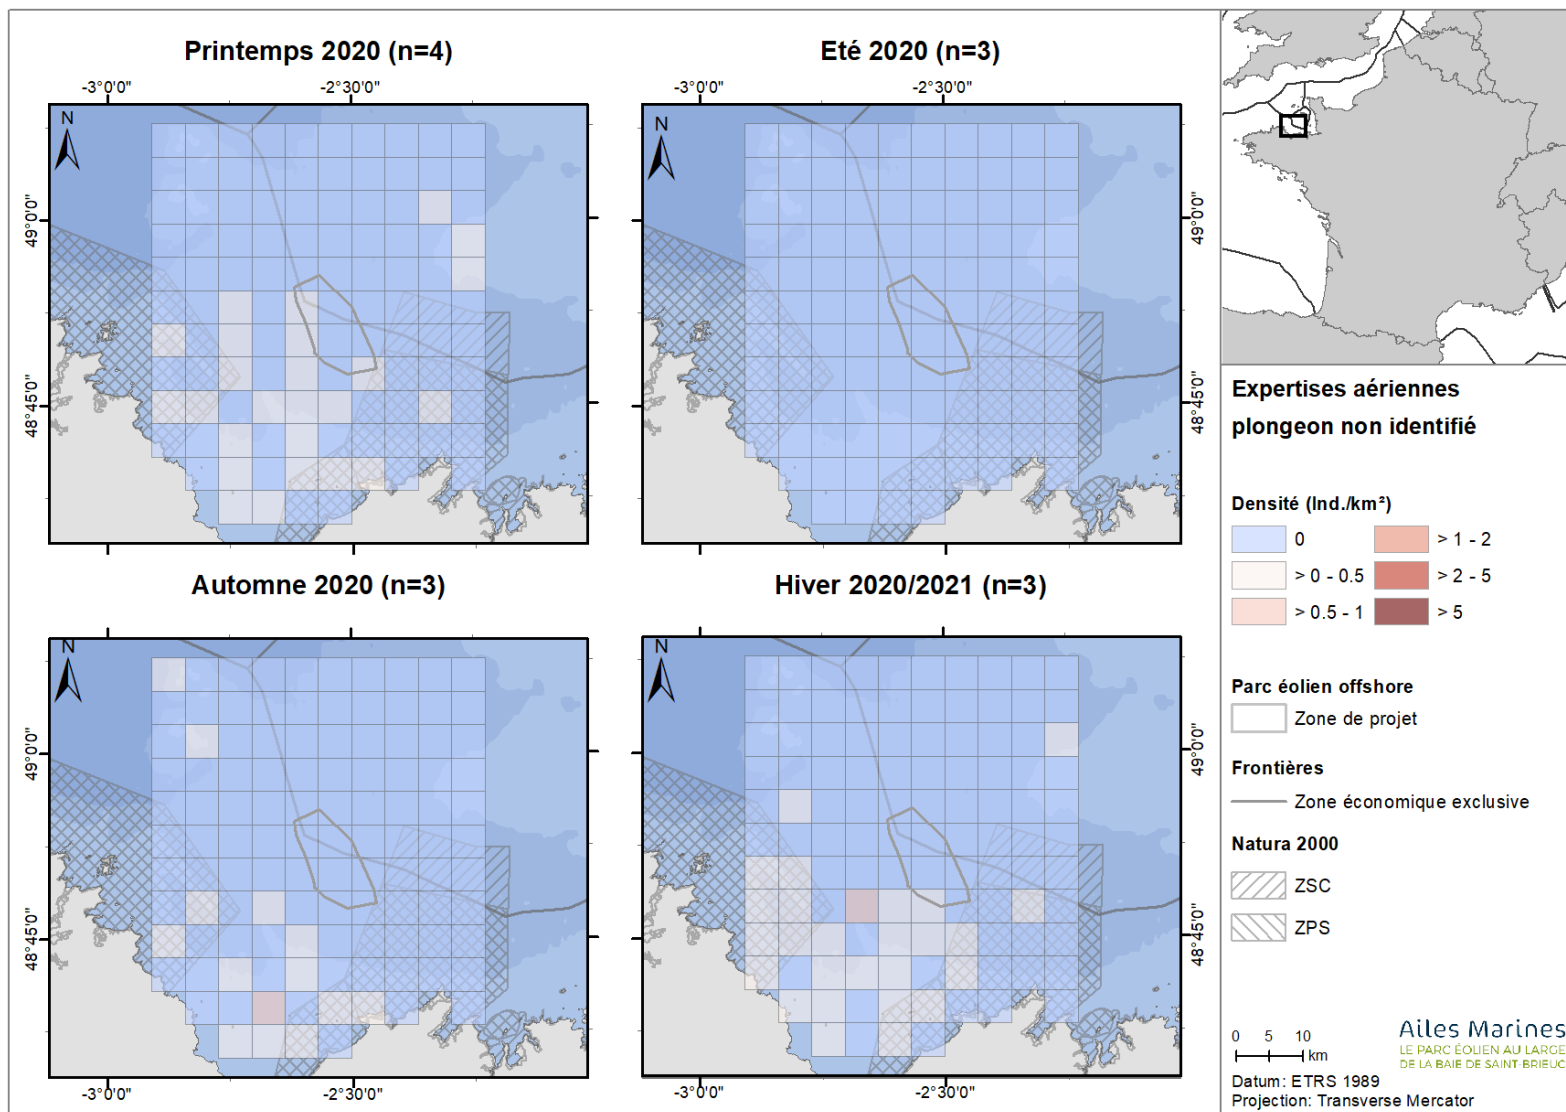 Printemps 2020 (n=4)
-3°0'0"
-2°30'0"
N
49°0'0"
48°45'0"
Eté 2020 (n=3)
-3°0'0"
-2°30'0"
N
49°0'0"
48°45'0"
Automne 2020 (n=3)
N
49°0'0"
48°45'0"
-3°0'0"
-2°30'0"
Hiver 2020/2021 (n=3)
N
49°0'0"
48°45'0"
-3°0'0"
-2°30'0"
Expertises aériennes
plongeon non identifié
Densité (Ind./km²)
0
> 0 - 0.5
> 0.5 - 1
> 1 - 2
> 2 - 5
> 5
Parc éolien offshore
Zone de projet
Frontières
Zone économique exclusive
Natura 2000
ZSC
ZPS
0 5 10
km
Datum: ETRS 1989
Projection: Transverse Mercator
Ailes Marines
LE PARC ÉOLIEN AU LARGE
DE LA BAIE DE SAINT-BRIEUC